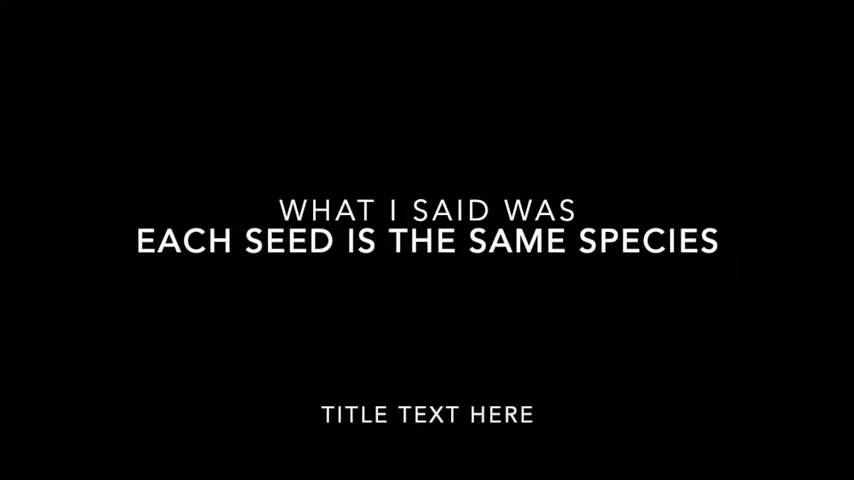 WHAT I SAID WAS
EACH SEED IS THE SAME SPECIES
TITLE TEXT HERE